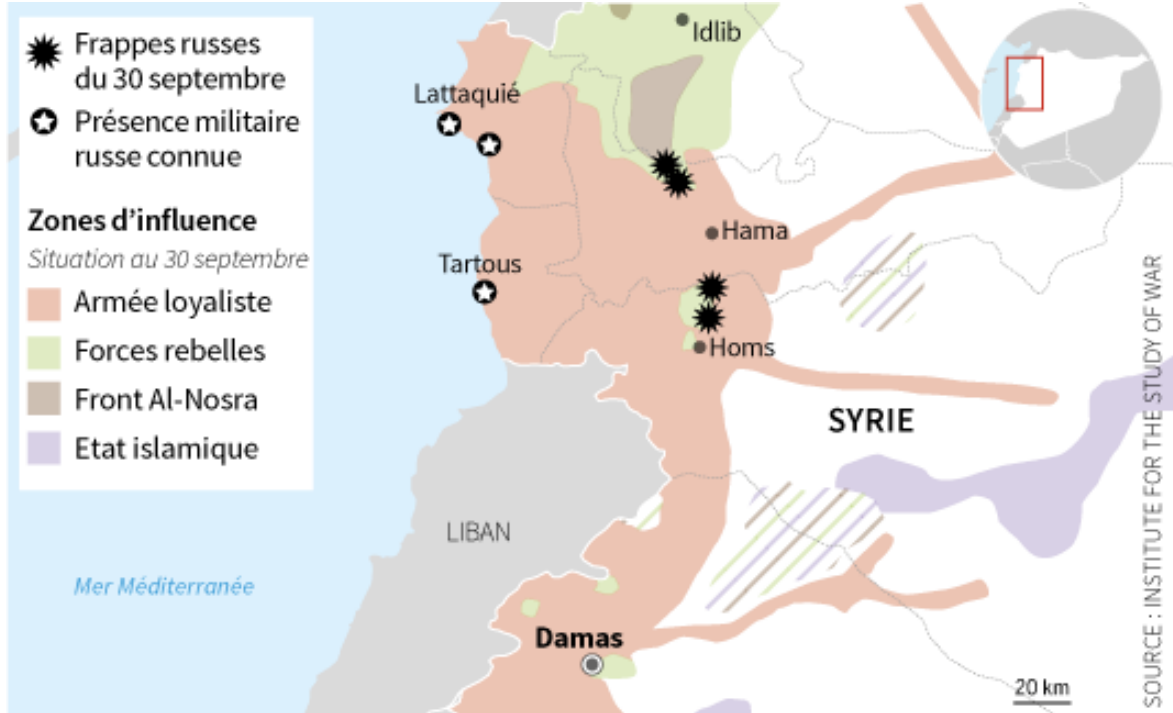 Frappes russes
du 30 septembre
Présence militaire
russe connue
Zones d'influence
Situation au 30 septembre
Armée loyaliste
Forces rebelles
Front Al-Nosra
Etat islamique
Idlib
Lattaquié
Hama
Tartous
Homs
SYRIE
LIBAN
Mer Méditerranée
Damas
20 km
SOURCE : INSTITUTE FOR THE STUDY OF WAR